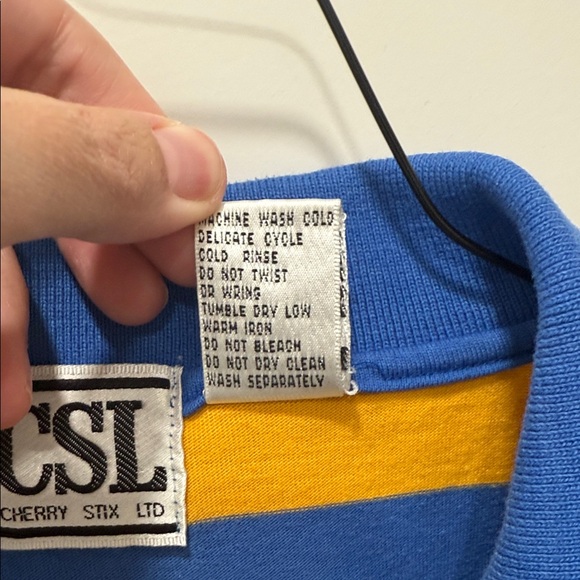 MACHINE WASH COLD
DELICATE CYCLE
COLD RINSE
DO NOT TWIST
OR WRING
TUMBLE DRY LOW
WARM IRON
DO NOT BLEACH
DO NOT DRY CLEAN
WASH SEPARATELY
CSL
CHERRY STIX LTD